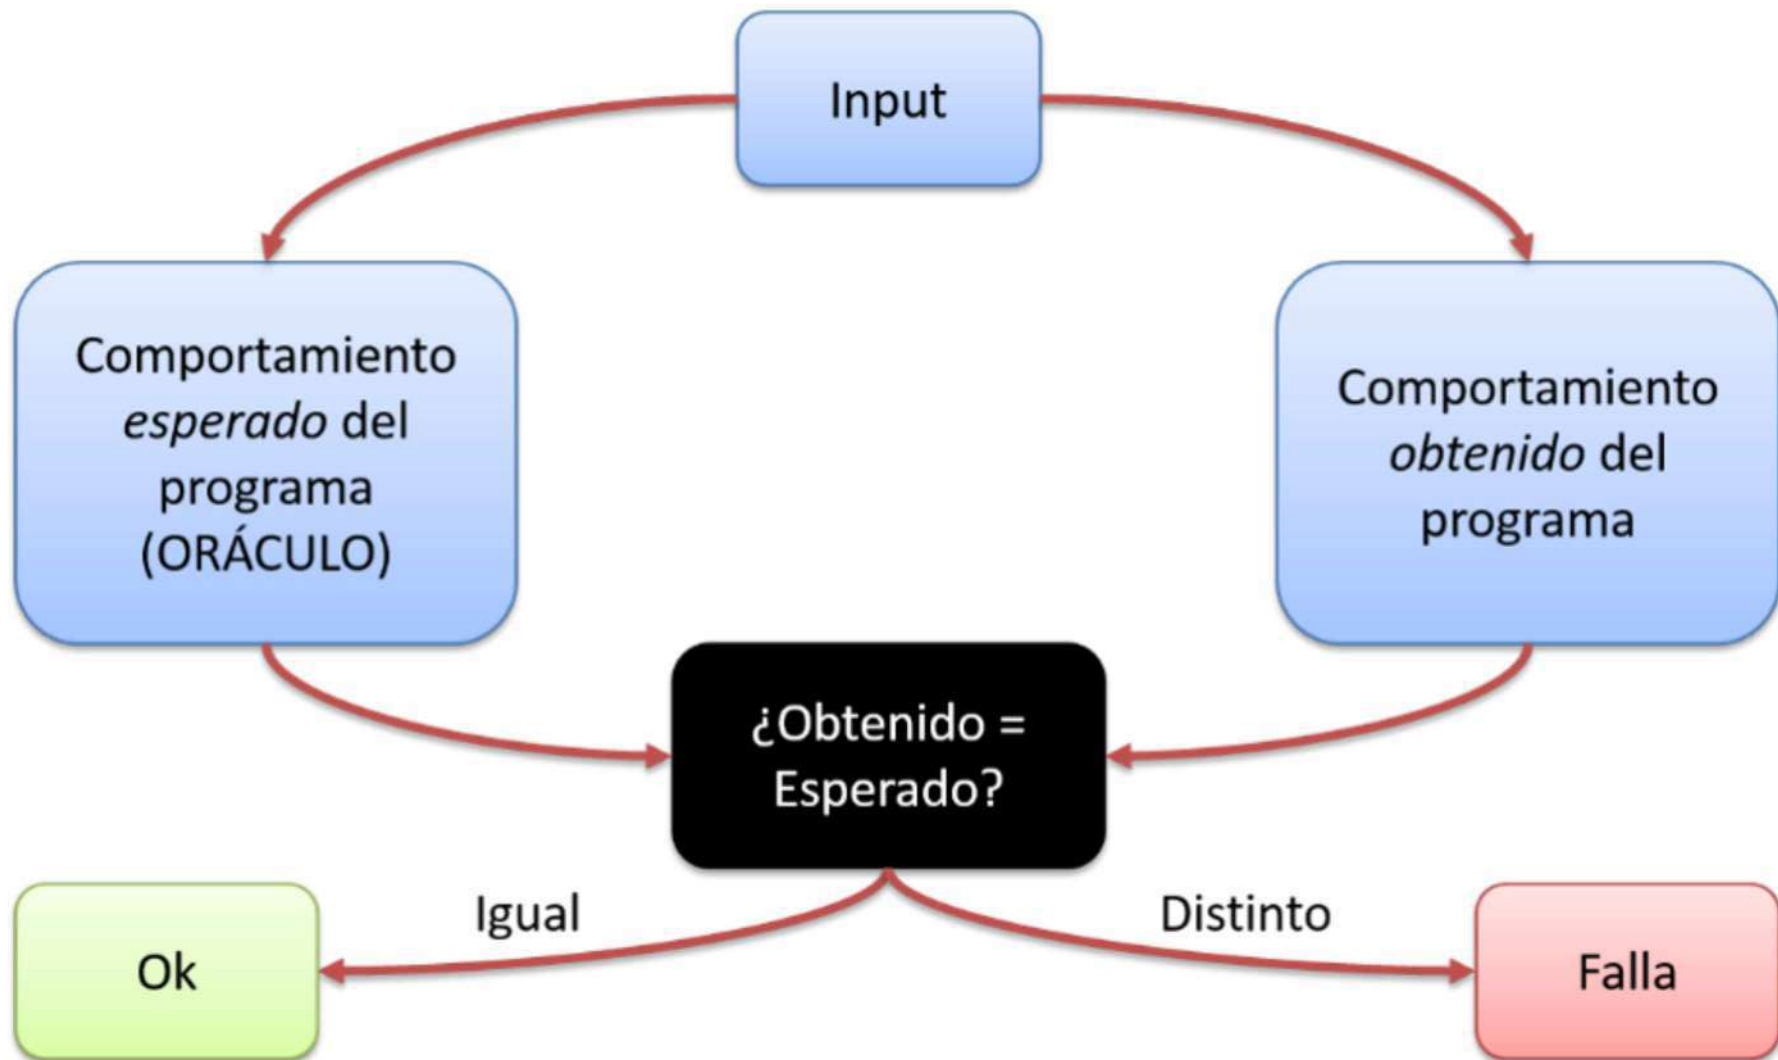 Input
Comportamiento
esperado del
programa
(ORÁCULO)
Comportamiento
obtenido del
programa
¿Obtenido =
Esperado?
Igual
Distinto
Ok
Falla